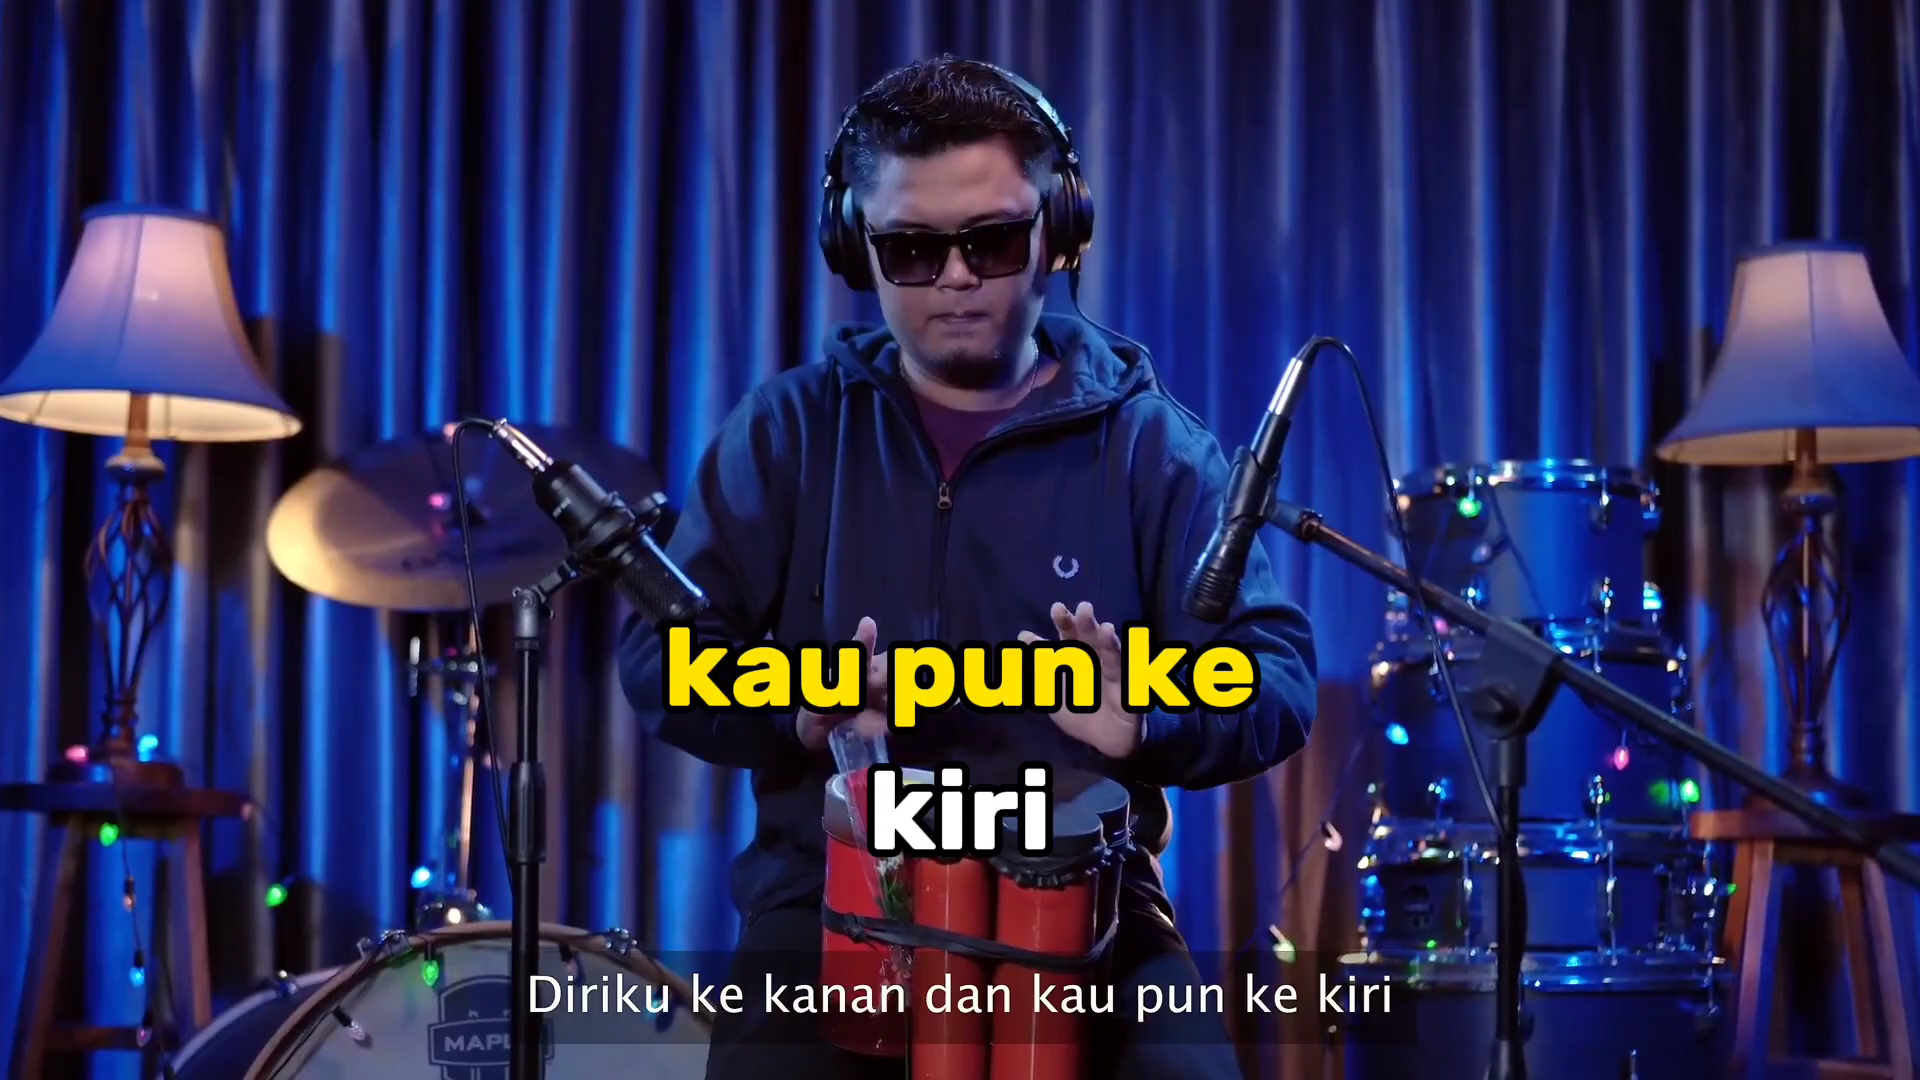 kau pun ke
kiri
Diriku ke kanan dan kau pun ke kiri